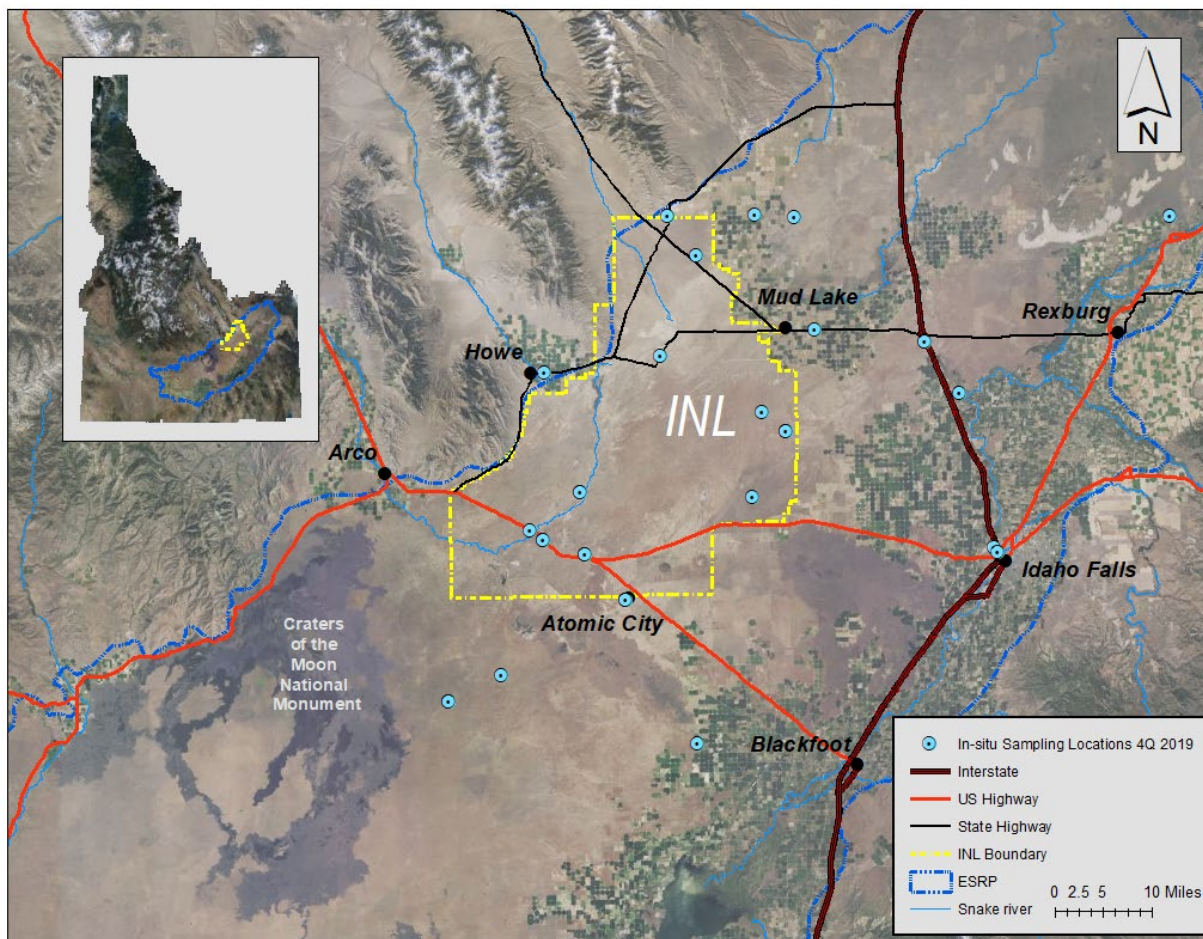 N
Mud Lake
Rexburg
Howe
INL
Arco
Idaho Falls
Atomic City
Craters
of the
Moon
National
Monument
Blackfoot
In-situ Sampling Locations 4Q 2019
Interstate
US Highway
State Highway
INL Boundary
ESRP
Snake river
0 2.5 5 10 Miles